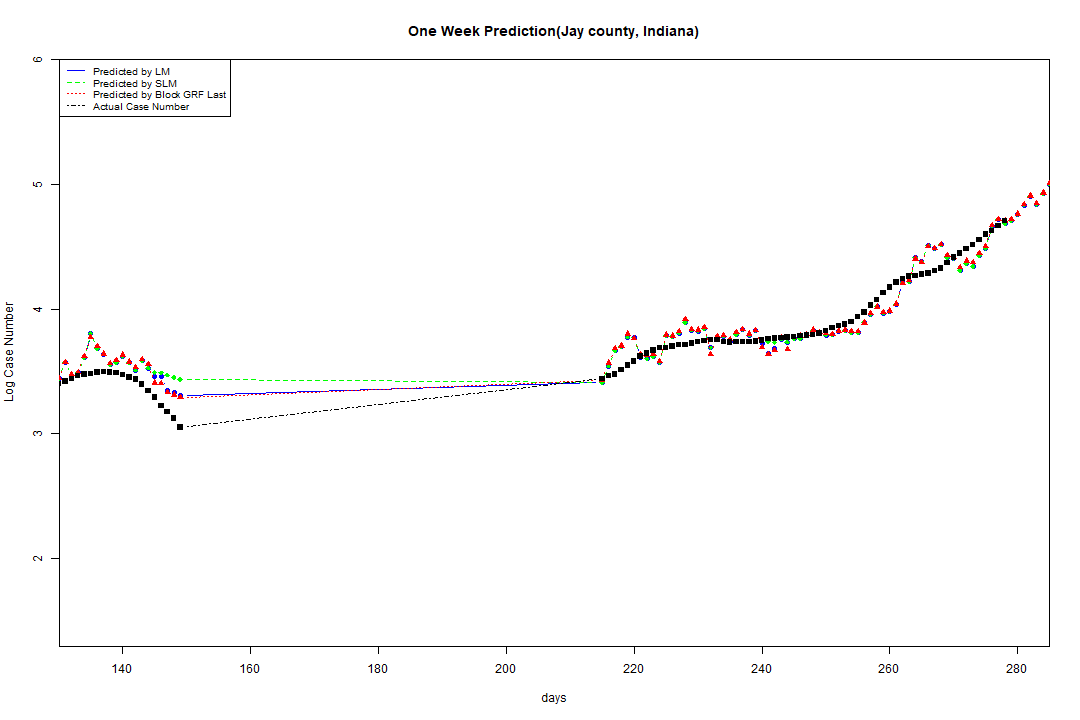 One Week Prediction(Jay county, Indiana)
Predicted by LM
Predicted by SLM
Predicted by Block GRF Last
Actual Case Number
6
5
4
3
2
Log Case Number
140 160 180 200 220 240 260 280
days